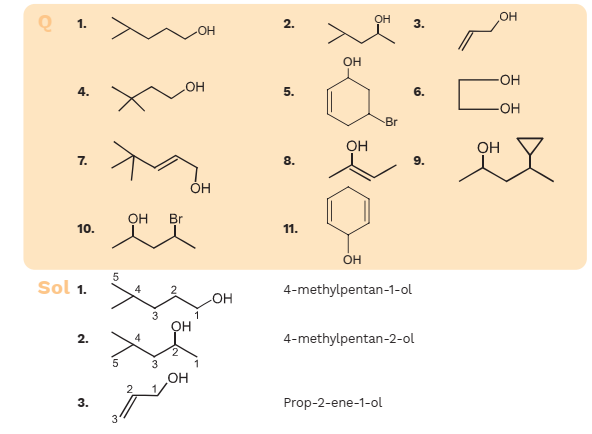 Q 1. OH 2. OH 3. OH
4. OH 5. OH Br 6. OH OH
7. OH 8. OH 9. OH
10. OH Br 11. OH
Sol 1. 5 4 3 2 1 OH 4-methylpentan-1-ol
2. 5 4 3 2 1 OH 4-methylpentan-2-ol
3. 3 2 1 OH Prop-2-ene-1-ol